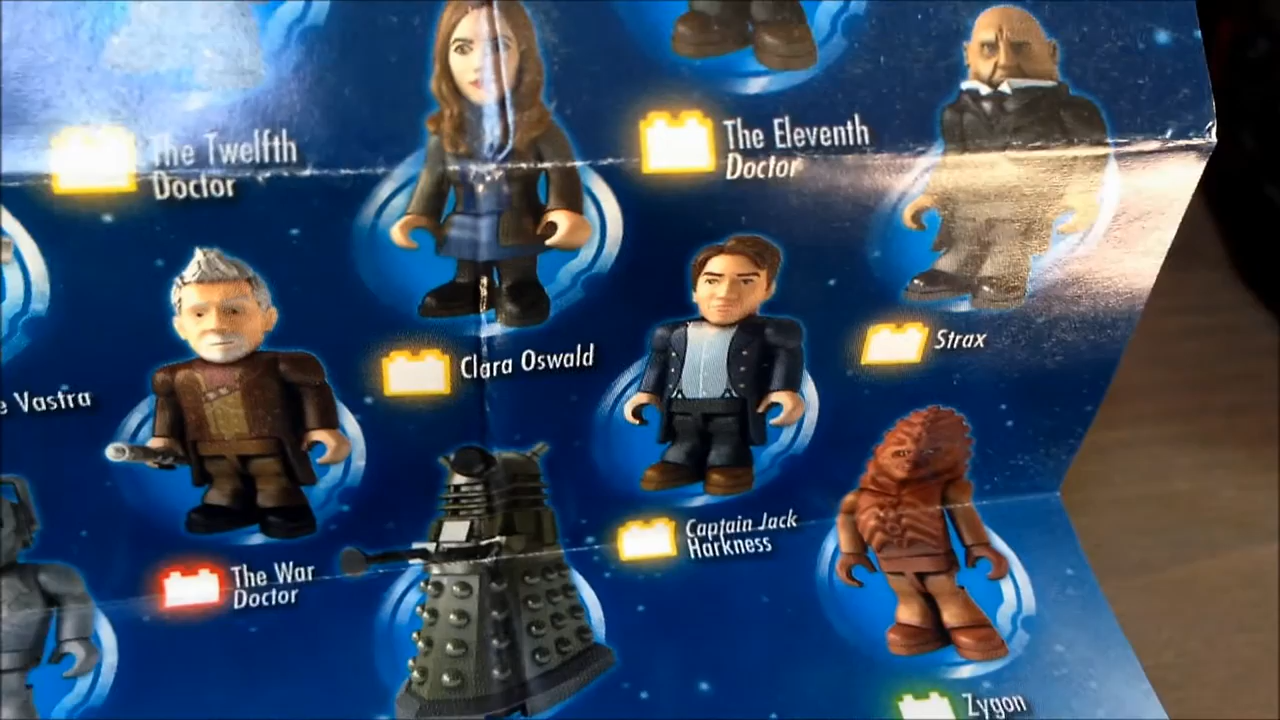 The Twelfth
Doctor
The Eleventh
Doctor
Clara Oswald
Strax
Vastra
The War
Doctor
Captain Jack
Harkness
Zygon